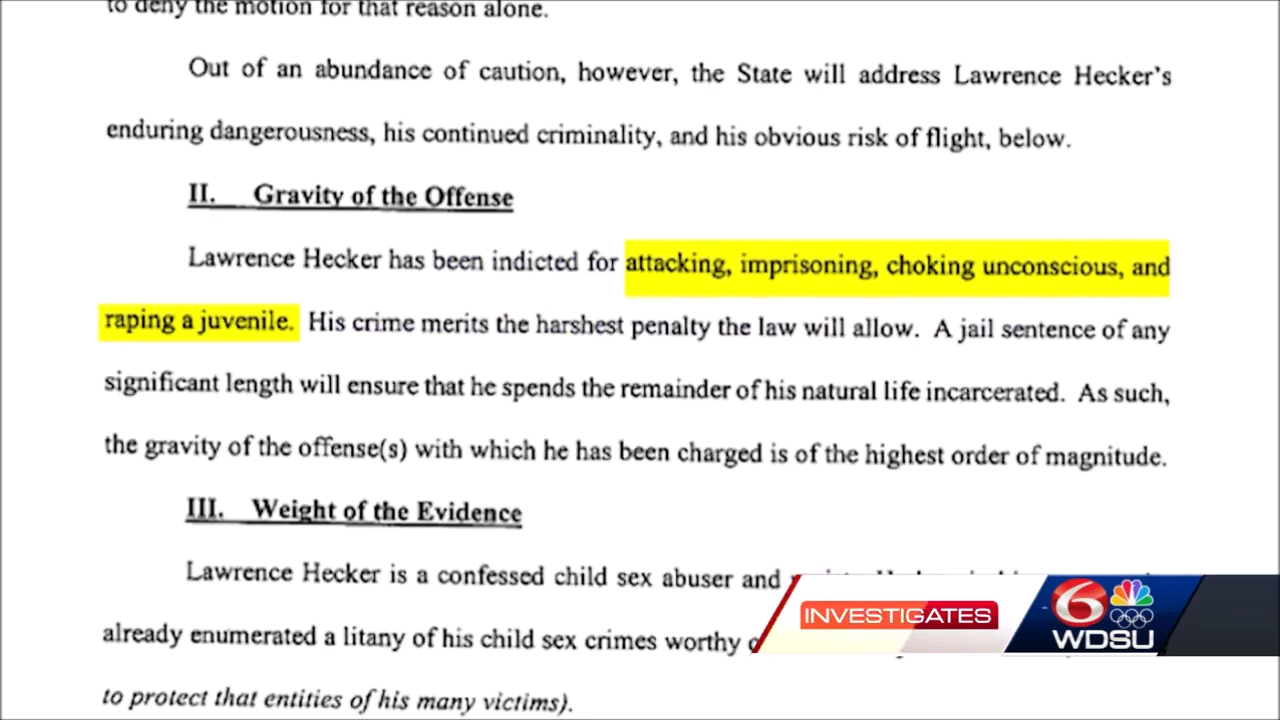 to deny the motion for that reason alone.
Out of an abundance of caution, however, the State will address Lawrence Hecker's
enduring dangerousness, his continued criminality, and his obvious risk of flight, below.
II. Gravity of the Offense
Lawrence Hecker has been indicted for attacking, imprisoning, choking unconscious, and
raping a juvenile. His crime merits the harshest penalty the law will allow. A jail sentence of any
significant length will ensure that he spends the remainder of his natural life incarcerated. As such,
the gravity of the offense(s) with which he has been charged is of the highest order of magnitude.
III. Weight of the Evidence
Lawrence Hecker is a confessed child sex abuser and
already enumerated a litany of his child sex crimes worthy
to protect that entities of his many victims).
INVESTIGATES
6
WDSU